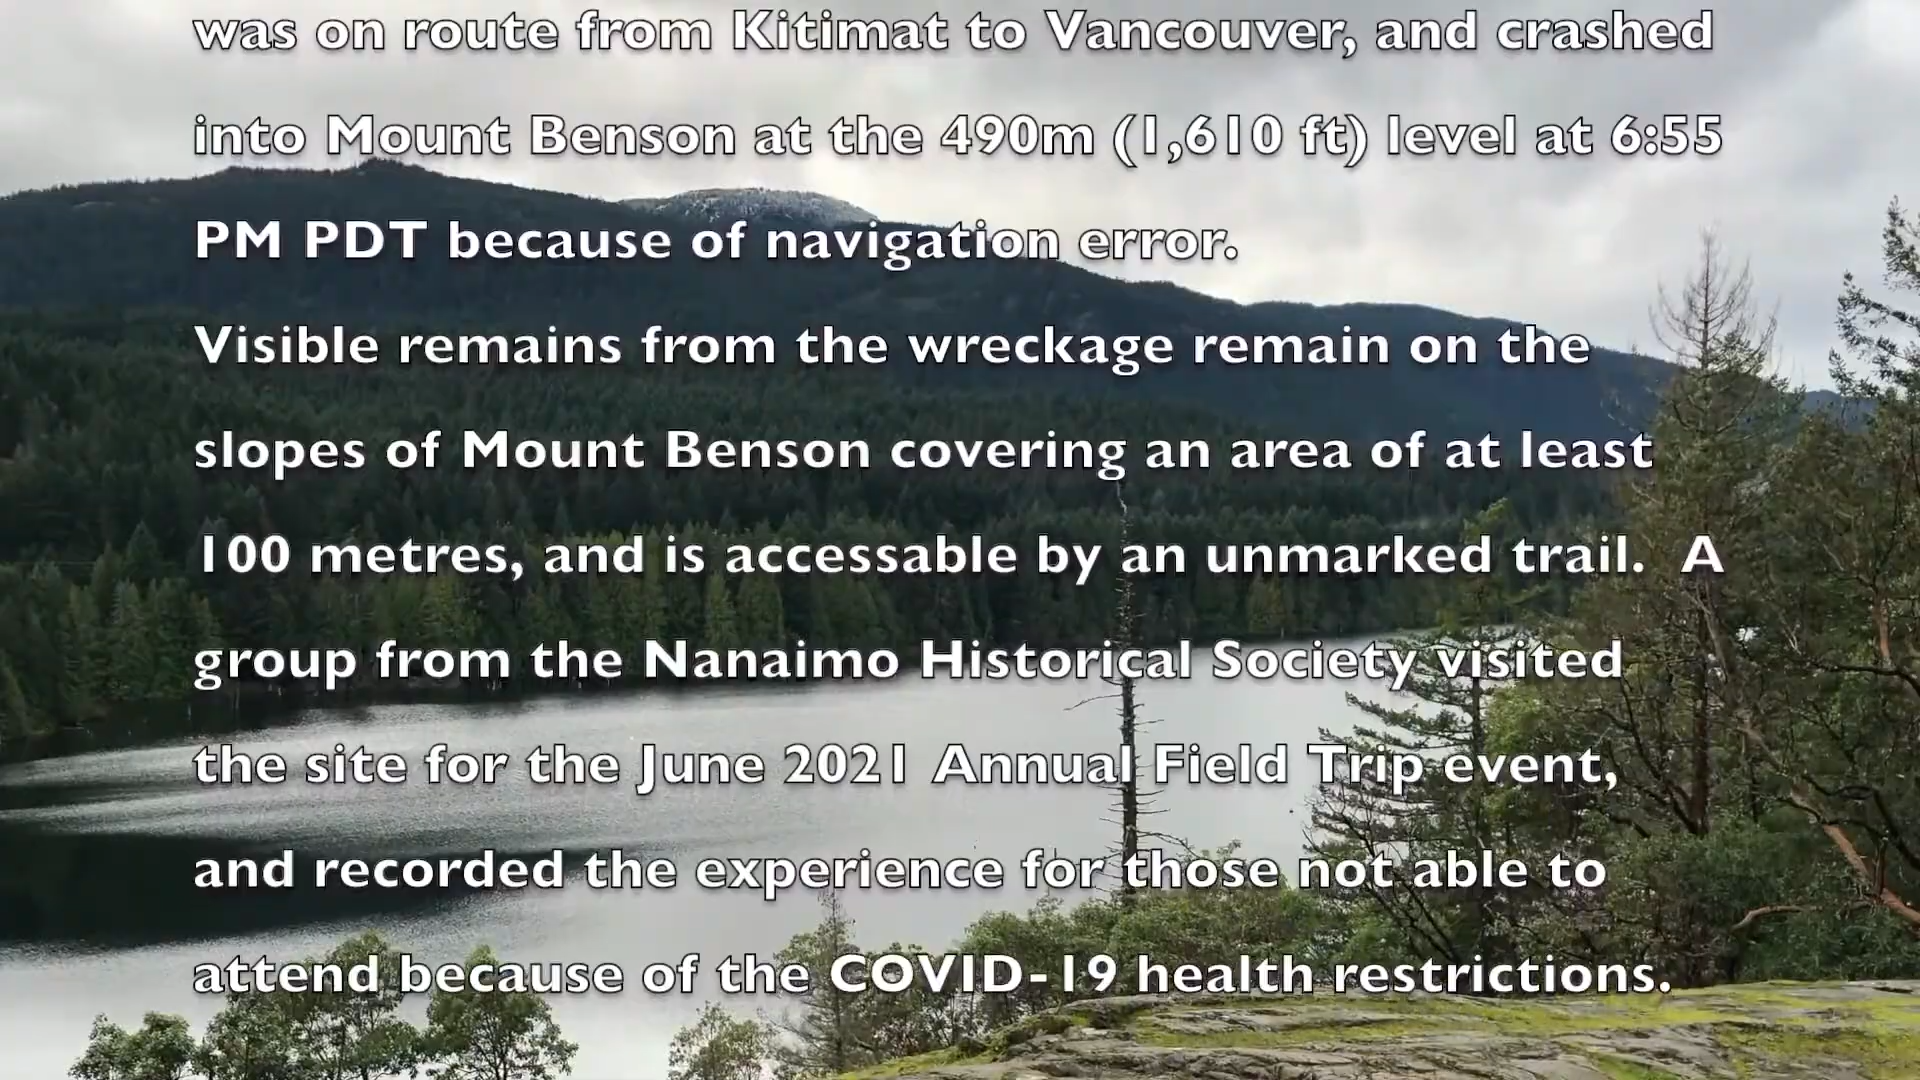 was on route from Kitimat to Vancouver, and crashed
into Mount Benson at the 490m (1,610 ft) level at 6:55
PM PDT because of navigation error.
Visible remains from the wreckage remain on the
slopes of Mount Benson covering an area of at least
100 metres, and is accessable by an unmarked trail.  A
group from the Nanaimo Historical Society visited
the site for the June 2021 Annual Field Trip event,
and recorded the experience for those not able to
attend because of the COVID-19 health restrictions.